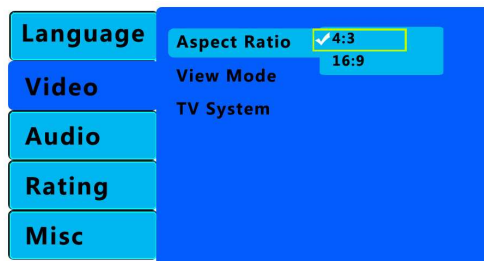 Language
Video
Audio
Rating
Misc
Aspect Ratio
View Mode
TV System
4:3
16:9